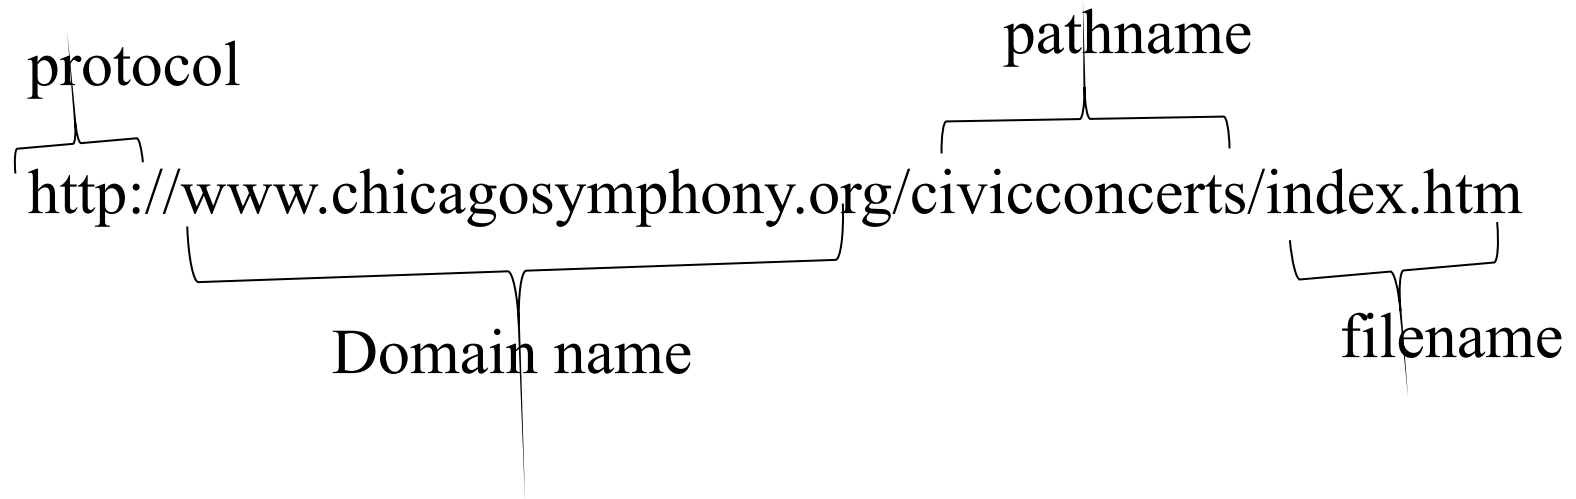 protocol
pathname
http://www.chicagosymphony.org/civicconcerts/index.htm
Domain name
filename